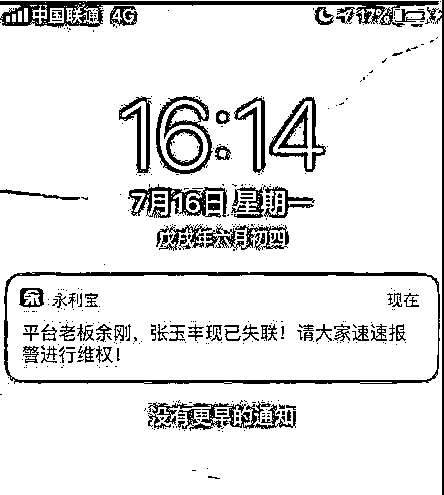 中国联通 4G 17%
16:14
7月16日 星期一
戊戌年六月初四
永利宝 现在
平台老板余刚，张玉丰现已失联！请大家速速报
警进行维权！
没有更早的通知